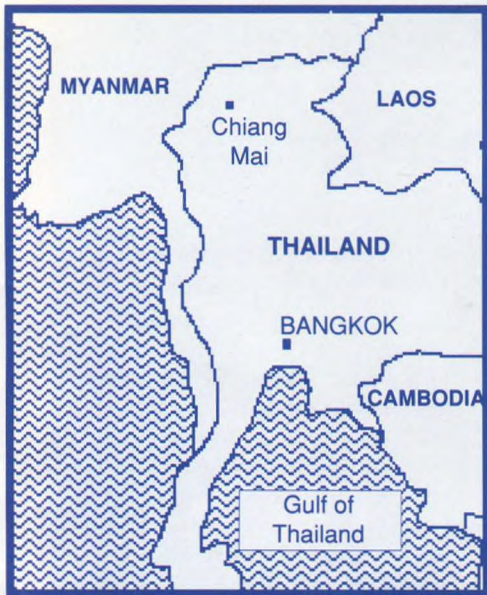 MYANMAR
LAOS
Chiang
Mai
THAILAND
BANGKOK
CAMBODIA
Gulf of
Thailand